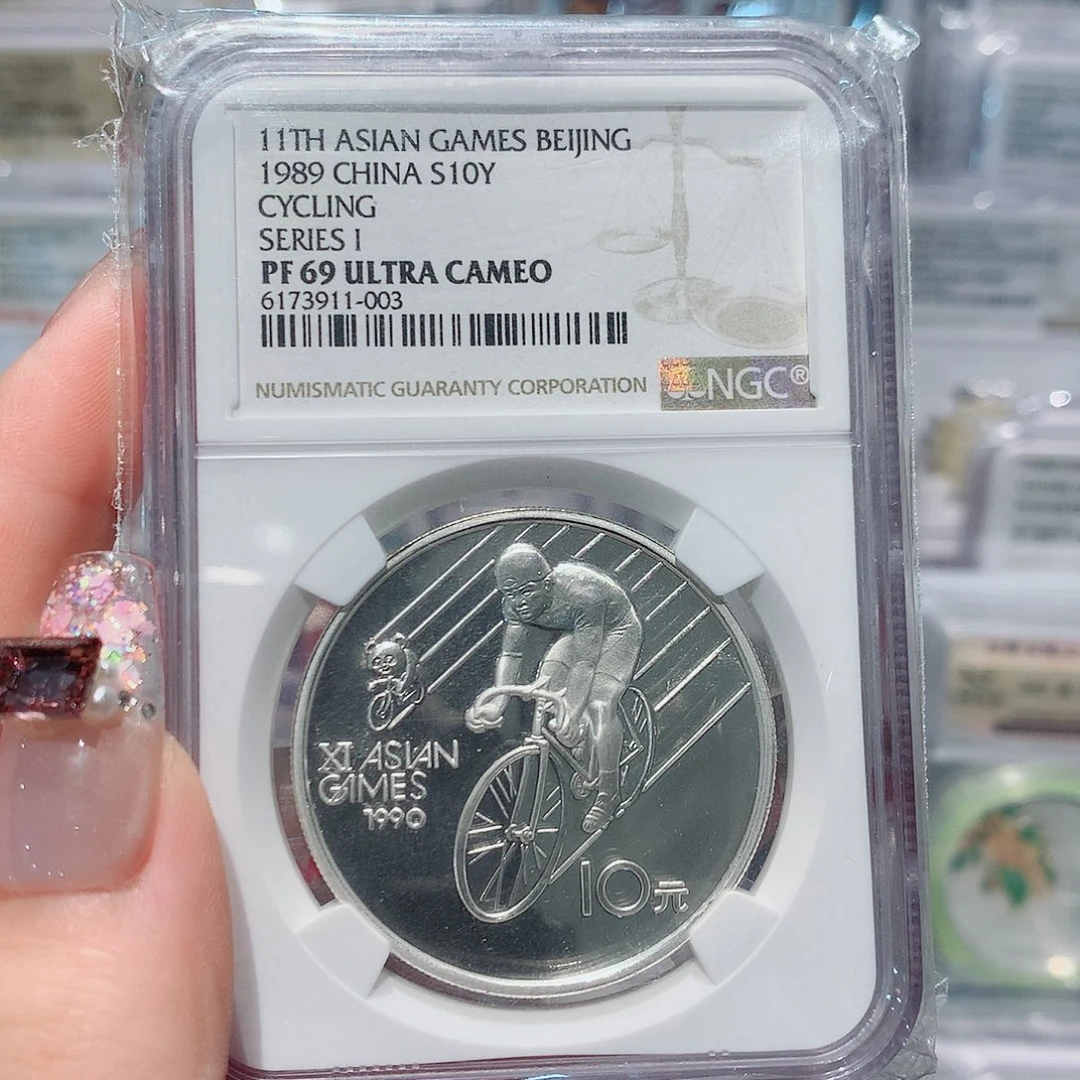 11TH ASIAN GAMES BEIJING
1989 CHINA S10Y
CYCLING
SERIES I
PF 69 ULTRA CAMEO
6173911-003
NUMISMATIC GUARANTY CORPORATION
NGC®
XI ASIAN
GAMES
1990
10元